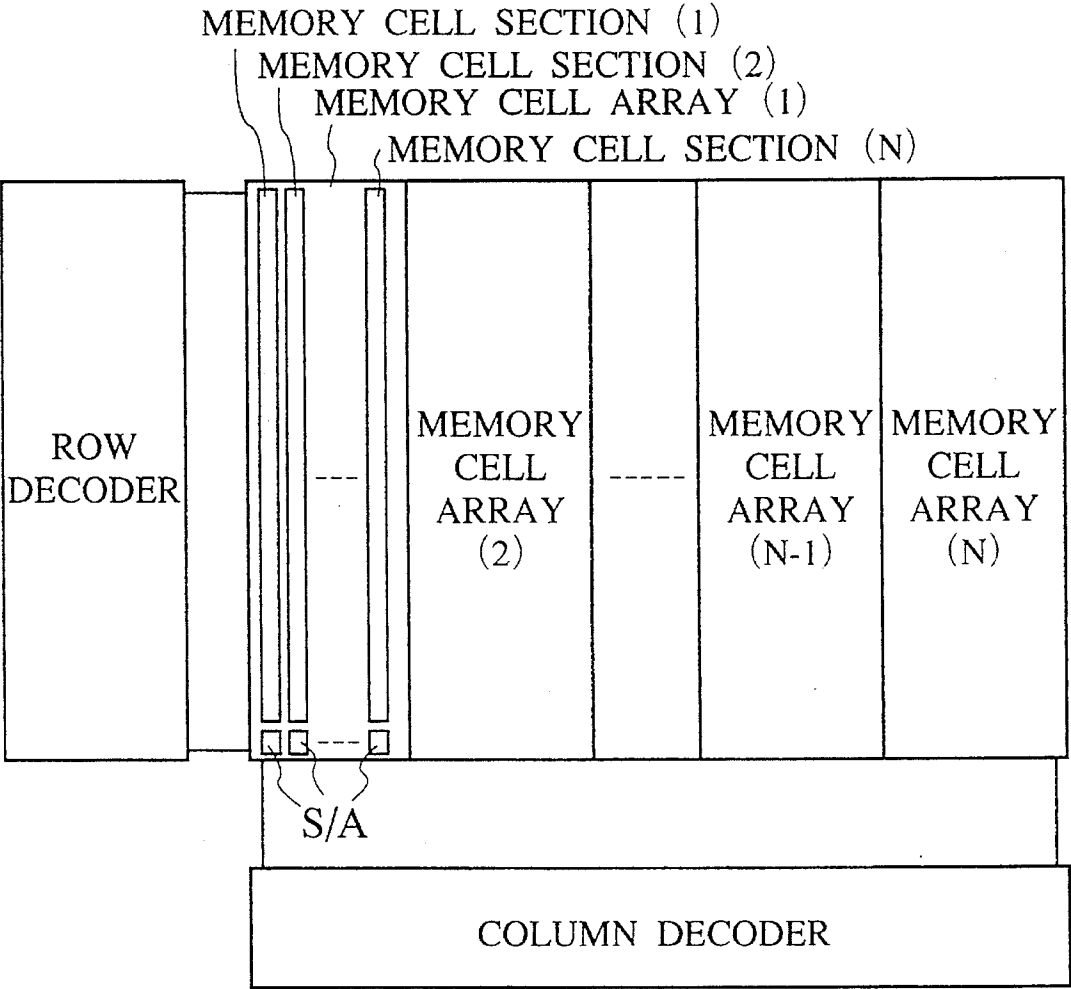 MEMORY CELL SECTION (1)
MEMORY CELL SECTION (2)
MEMORY CELL ARRAY (1)
MEMORY CELL SECTION (N)
ROW
DECODER
MEMORY
CELL
ARRAY
(2)
MEMORY
CELL
ARRAY
(N-1)
MEMORY
CELL
ARRAY
(N)
S/A
COLUMN DECODER